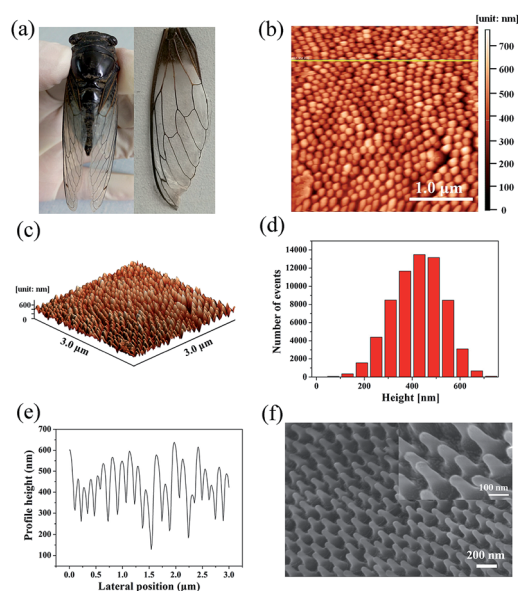 (a)
(b)
[unit: nm]
700
600
500
400
300
200
100
0
1.0 μm
(c)
[unit: nm]
600
0
3.0 μm
3.0 μm
(d)
14000
12000
10000
8000
6000
4000
2000
0
Number of events
0
200
400
600
Height [nm]
(e)
700
600
500
400
300
200
100
Profile height (nm)
0.0
0.5
1.0
1.5
2.0
2.5
3.0
Lateral position (μm)
(f)
100 nm
200 nm